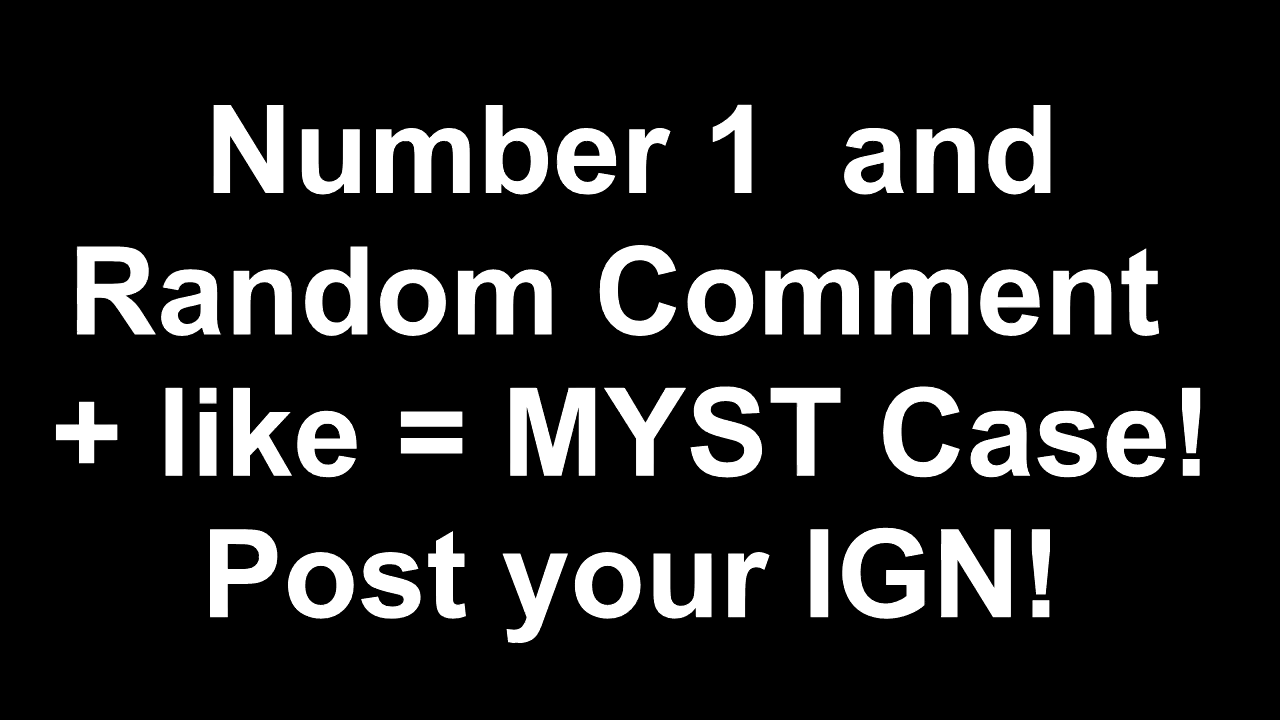 Number 1  and
Random Comment
+ like = MYST Case!
Post your IGN!